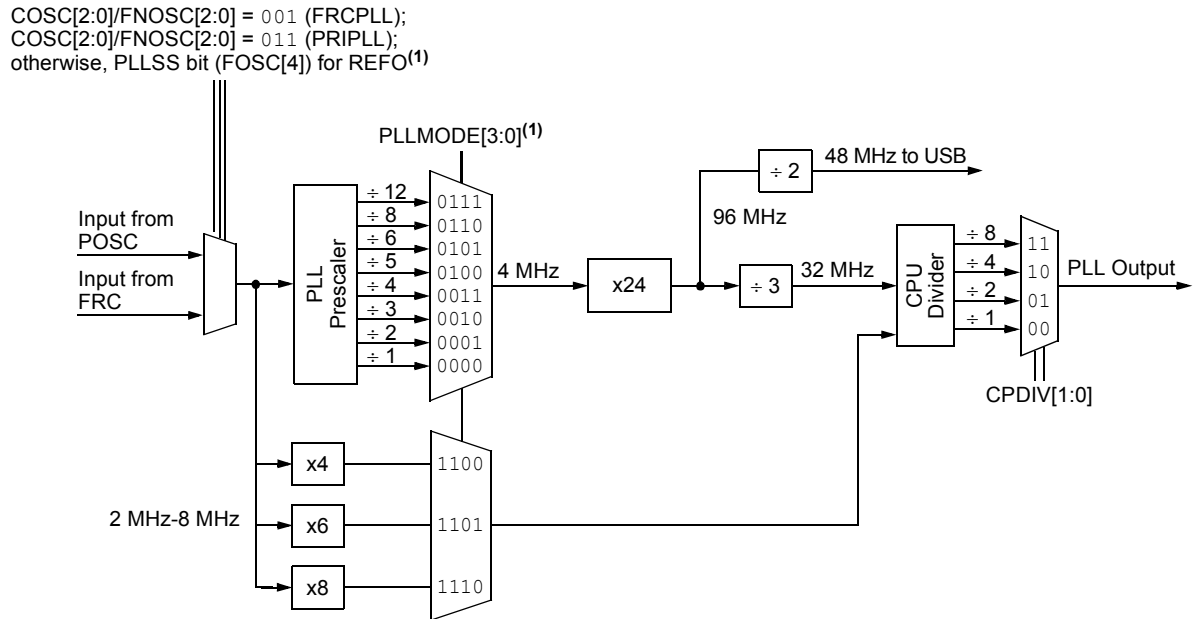 COSC[2:0]/FNOSC[2:0] = 001 (FRCPLL);
COSC[2:0]/FNOSC[2:0] = 011 (PRIPLL);
otherwise, PLLSS bit (FOSC[4]) for REFO(1)
PLLMODE[3:0](1)
Input from
POSC
Input from
FRC
PLL
Prescaler
÷ 12
÷ 8
÷ 6
÷ 5
÷ 4
÷ 3
÷ 2
÷ 1
0111
0110
0101
0100
0011
0010
0001
0000
4 MHz
x24
96 MHz
÷ 2
48 MHz to USB
÷ 3
32 MHz
CPU
Divider
÷ 8
÷ 4
÷ 2
÷ 1
11
10
01
00
PLL Output
CPDIV[1:0]
2 MHz-8 MHz
x4
x6
x8
1100
1101
1110